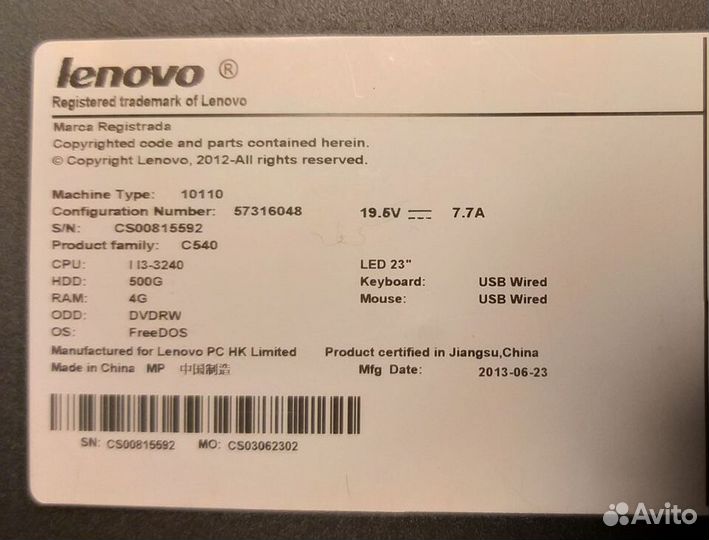 lenovo ®
Registered trademark of Lenovo
Marca Registrada
Copyrighted code and parts contained herein.
© Copyright Lenovo, 2012-All rights reserved.
Machine Type: 10110
Configuration Number: 57316048 19.5V 7.7A
S/N: CS00815592
Product family: C540
CPU: I I3-3240 LED 23"
HDD: 500G Keyboard: USB Wired
RAM: 4G Mouse: USB Wired
ODD: DVDRW
OS: FreeDOS
Manufactured for Lenovo PC HK Limited Product certified in Jiangsu,China
Made in China MP 中国制造 Mfg Date: 2013-06-23
SN: CS00815592 MO: CS03062302
Avito